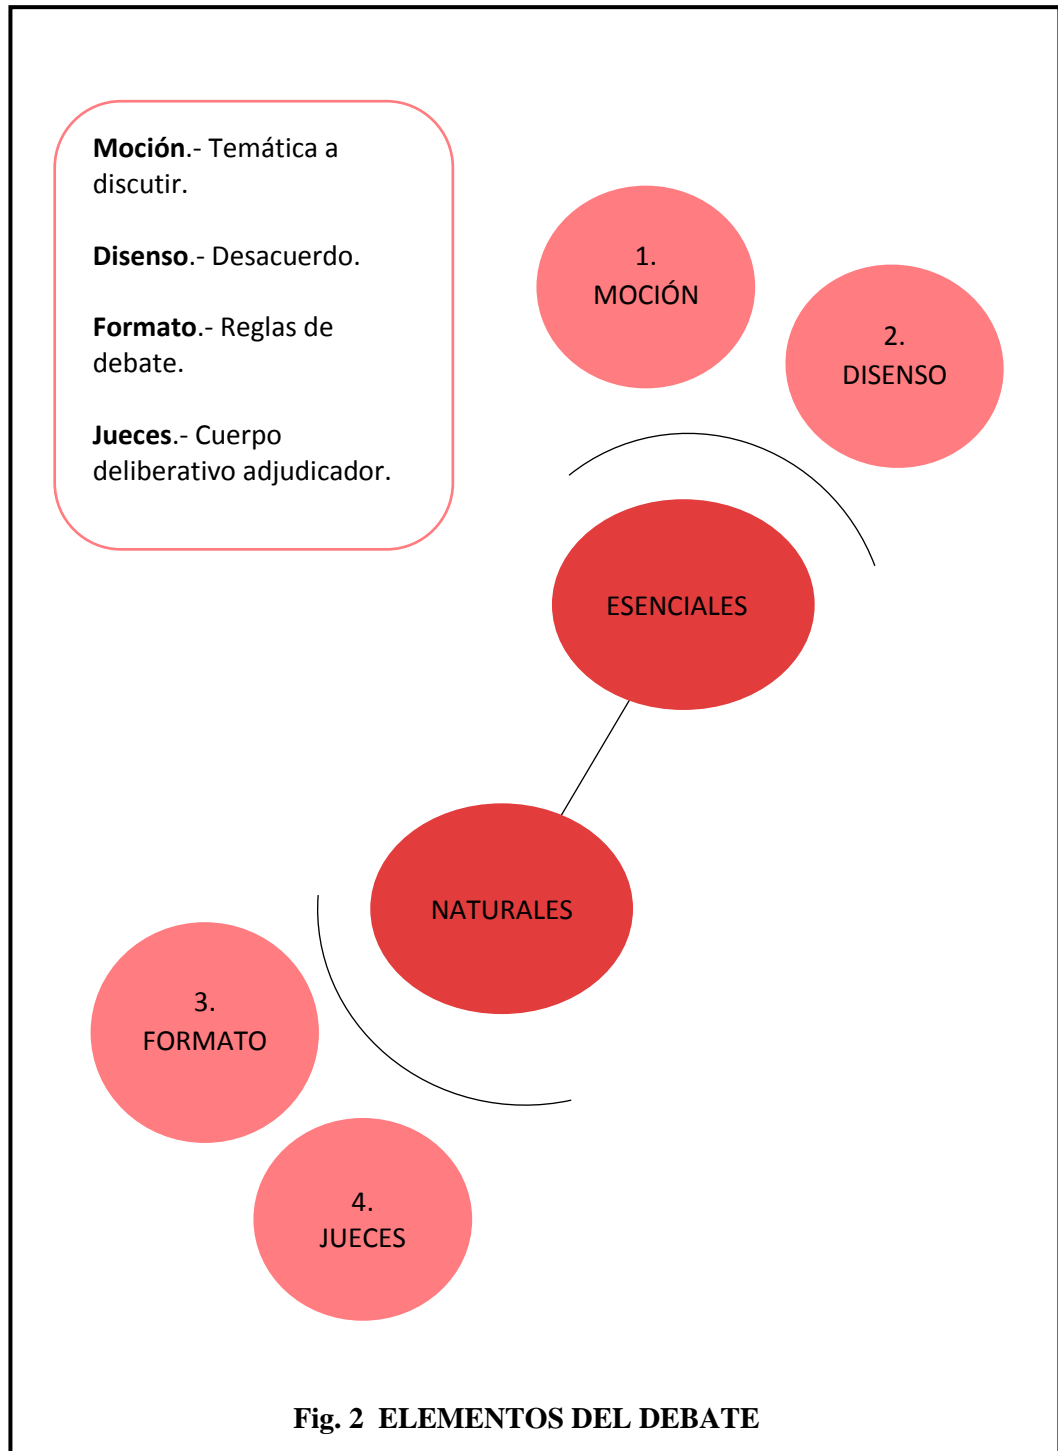 Moción.- Temática a
discutir.
Disenso.- Desacuerdo.
Formato.- Reglas de
debate.
Jueces.- Cuerpo
deliberativo adjudicador.
1.
MOCIÓN
2.
DISENSO
ESENCIALES
NATURALES
3.
FORMATO
4.
JUECES
Fig. 2 ELEMENTOS DEL DEBATE